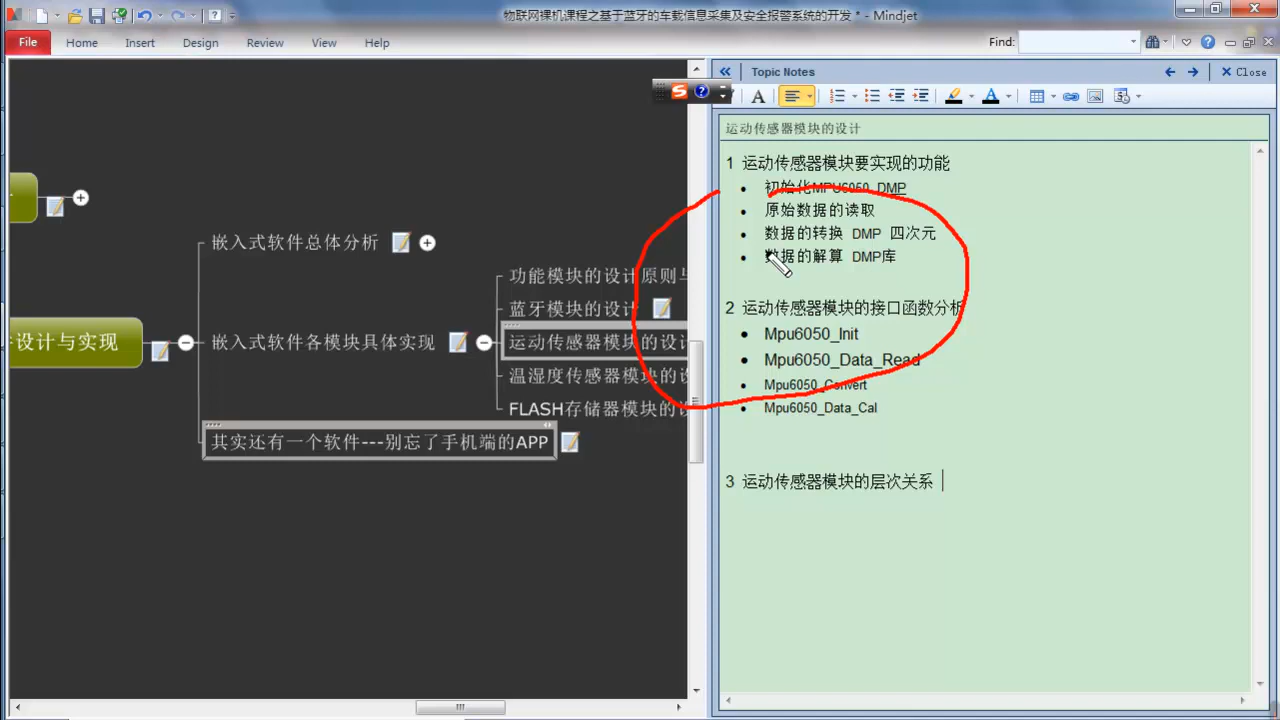 物联网裸机课程之基于蓝牙的车载信息采集及安全报警系统的开发 * - Mindjet
File Home Insert Design Review View Help
Find:
Topic Notes
Close
运动传感器模块的设计
1 运动传感器模块要实现的功能
• 初始化MPU6050 DMP
• 原始数据的读取
• 数据的转换 DMP 四次元
• 数据的解算 DMP库
2 运动传感器模块的接口函数分析
• Mpu6050_Init
• Mpu6050_Data_Read
• Mpu6050_Convert
• Mpu6050_Data_Cal
3 运动传感器模块的层次关系
嵌入式软件总体分析
功能模块的设计原则与
蓝牙模块的设计
设计与实现
嵌入式软件各模块具体实现
运动传感器模块的设计
温湿度传感器模块的设
FLASH存储器模块的设
其实还有一个软件---别忘了手机端的APP